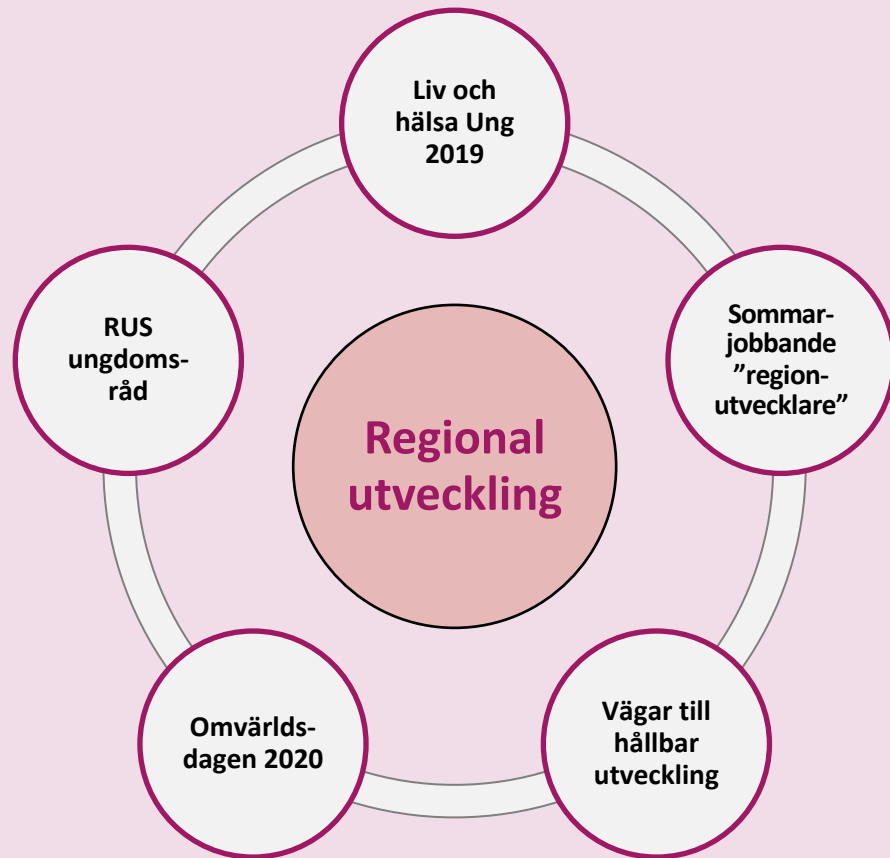 Liv och
hälsa Ung
2019
Sommar-
jobbande
”region-
utvecklare”
Vägar till
hållbar
utveckling
Omvärlds-
dagen 2020
RUS
ungdoms-
råd
Regional
utveckling